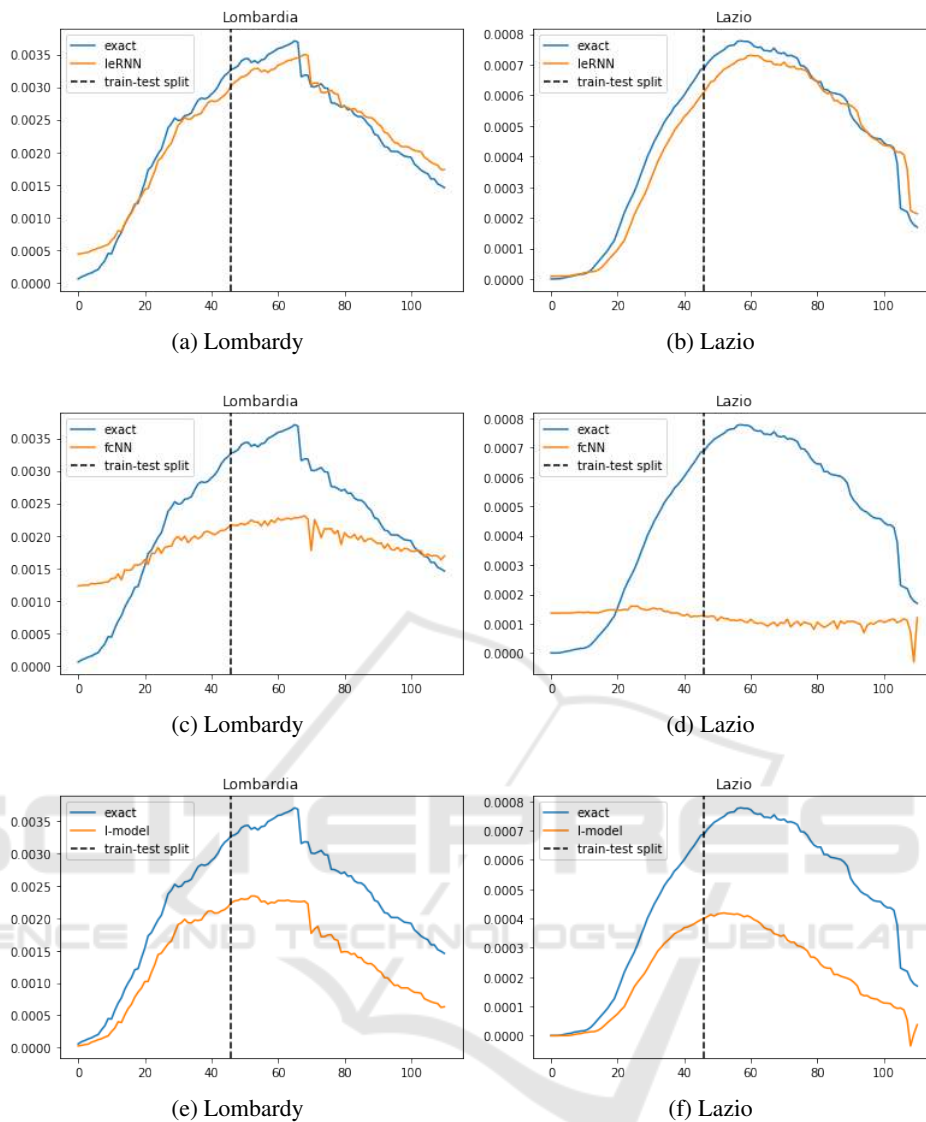 Lombardia
exact
leRNN
train-test split
0.0035
0.0030
0.0025
0.0020
0.0015
0.0010
0.0005
0.0000
0 20 40 60 80 100
(a) Lombardy
Lazio
exact
leRNN
train-test split
0.0008
0.0007
0.0006
0.0005
0.0004
0.0003
0.0002
0.0001
0.0000
0 20 40 60 80 100
(b) Lazio
Lombardia
exact
fcNN
train-test split
0.0035
0.0030
0.0025
0.0020
0.0015
0.0010
0.0005
0.0000
0 20 40 60 80 100
(c) Lombardy
Lazio
exact
fcNN
train-test split
0.0008
0.0007
0.0006
0.0005
0.0004
0.0003
0.0002
0.0001
0.0000
0 20 40 60 80 100
(d) Lazio
Lombardia
exact
l-model
train-test split
0.0035
0.0030
0.0025
0.0020
0.0015
0.0010
0.0005
0.0000
0 20 40 60 80 100
(e) Lombardy
Lazio
exact
l-model
train-test split
0.0008
0.0007
0.0006
0.0005
0.0004
0.0003
0.0002
0.0001
0.0000
0 20 40 60 80 100
(f) Lazio
SCITEPRES
ENCE AND TECHNOLOGY PUBLICAT